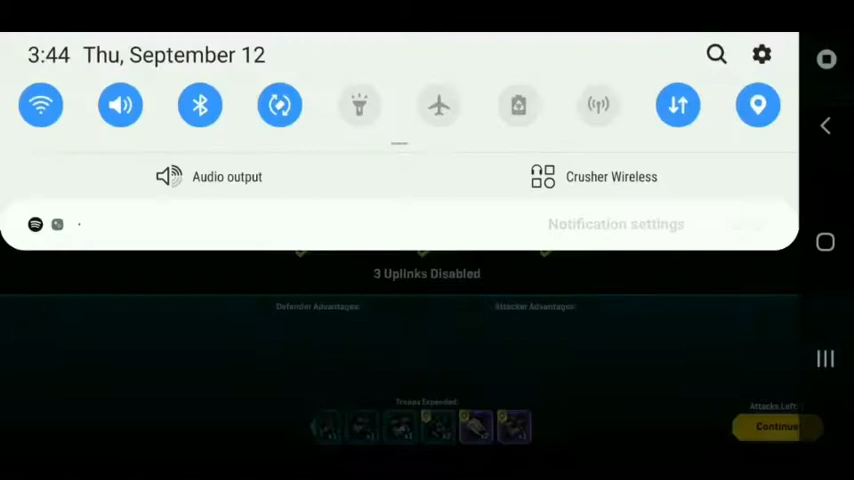 3:44 Thu, September 12
Audio output
Crusher Wireless
Notification settings
3 Uplinks Disabled
Defender Advantages:
Attacker Advantages:
Troops Expended:
Attacks Left:
Continue